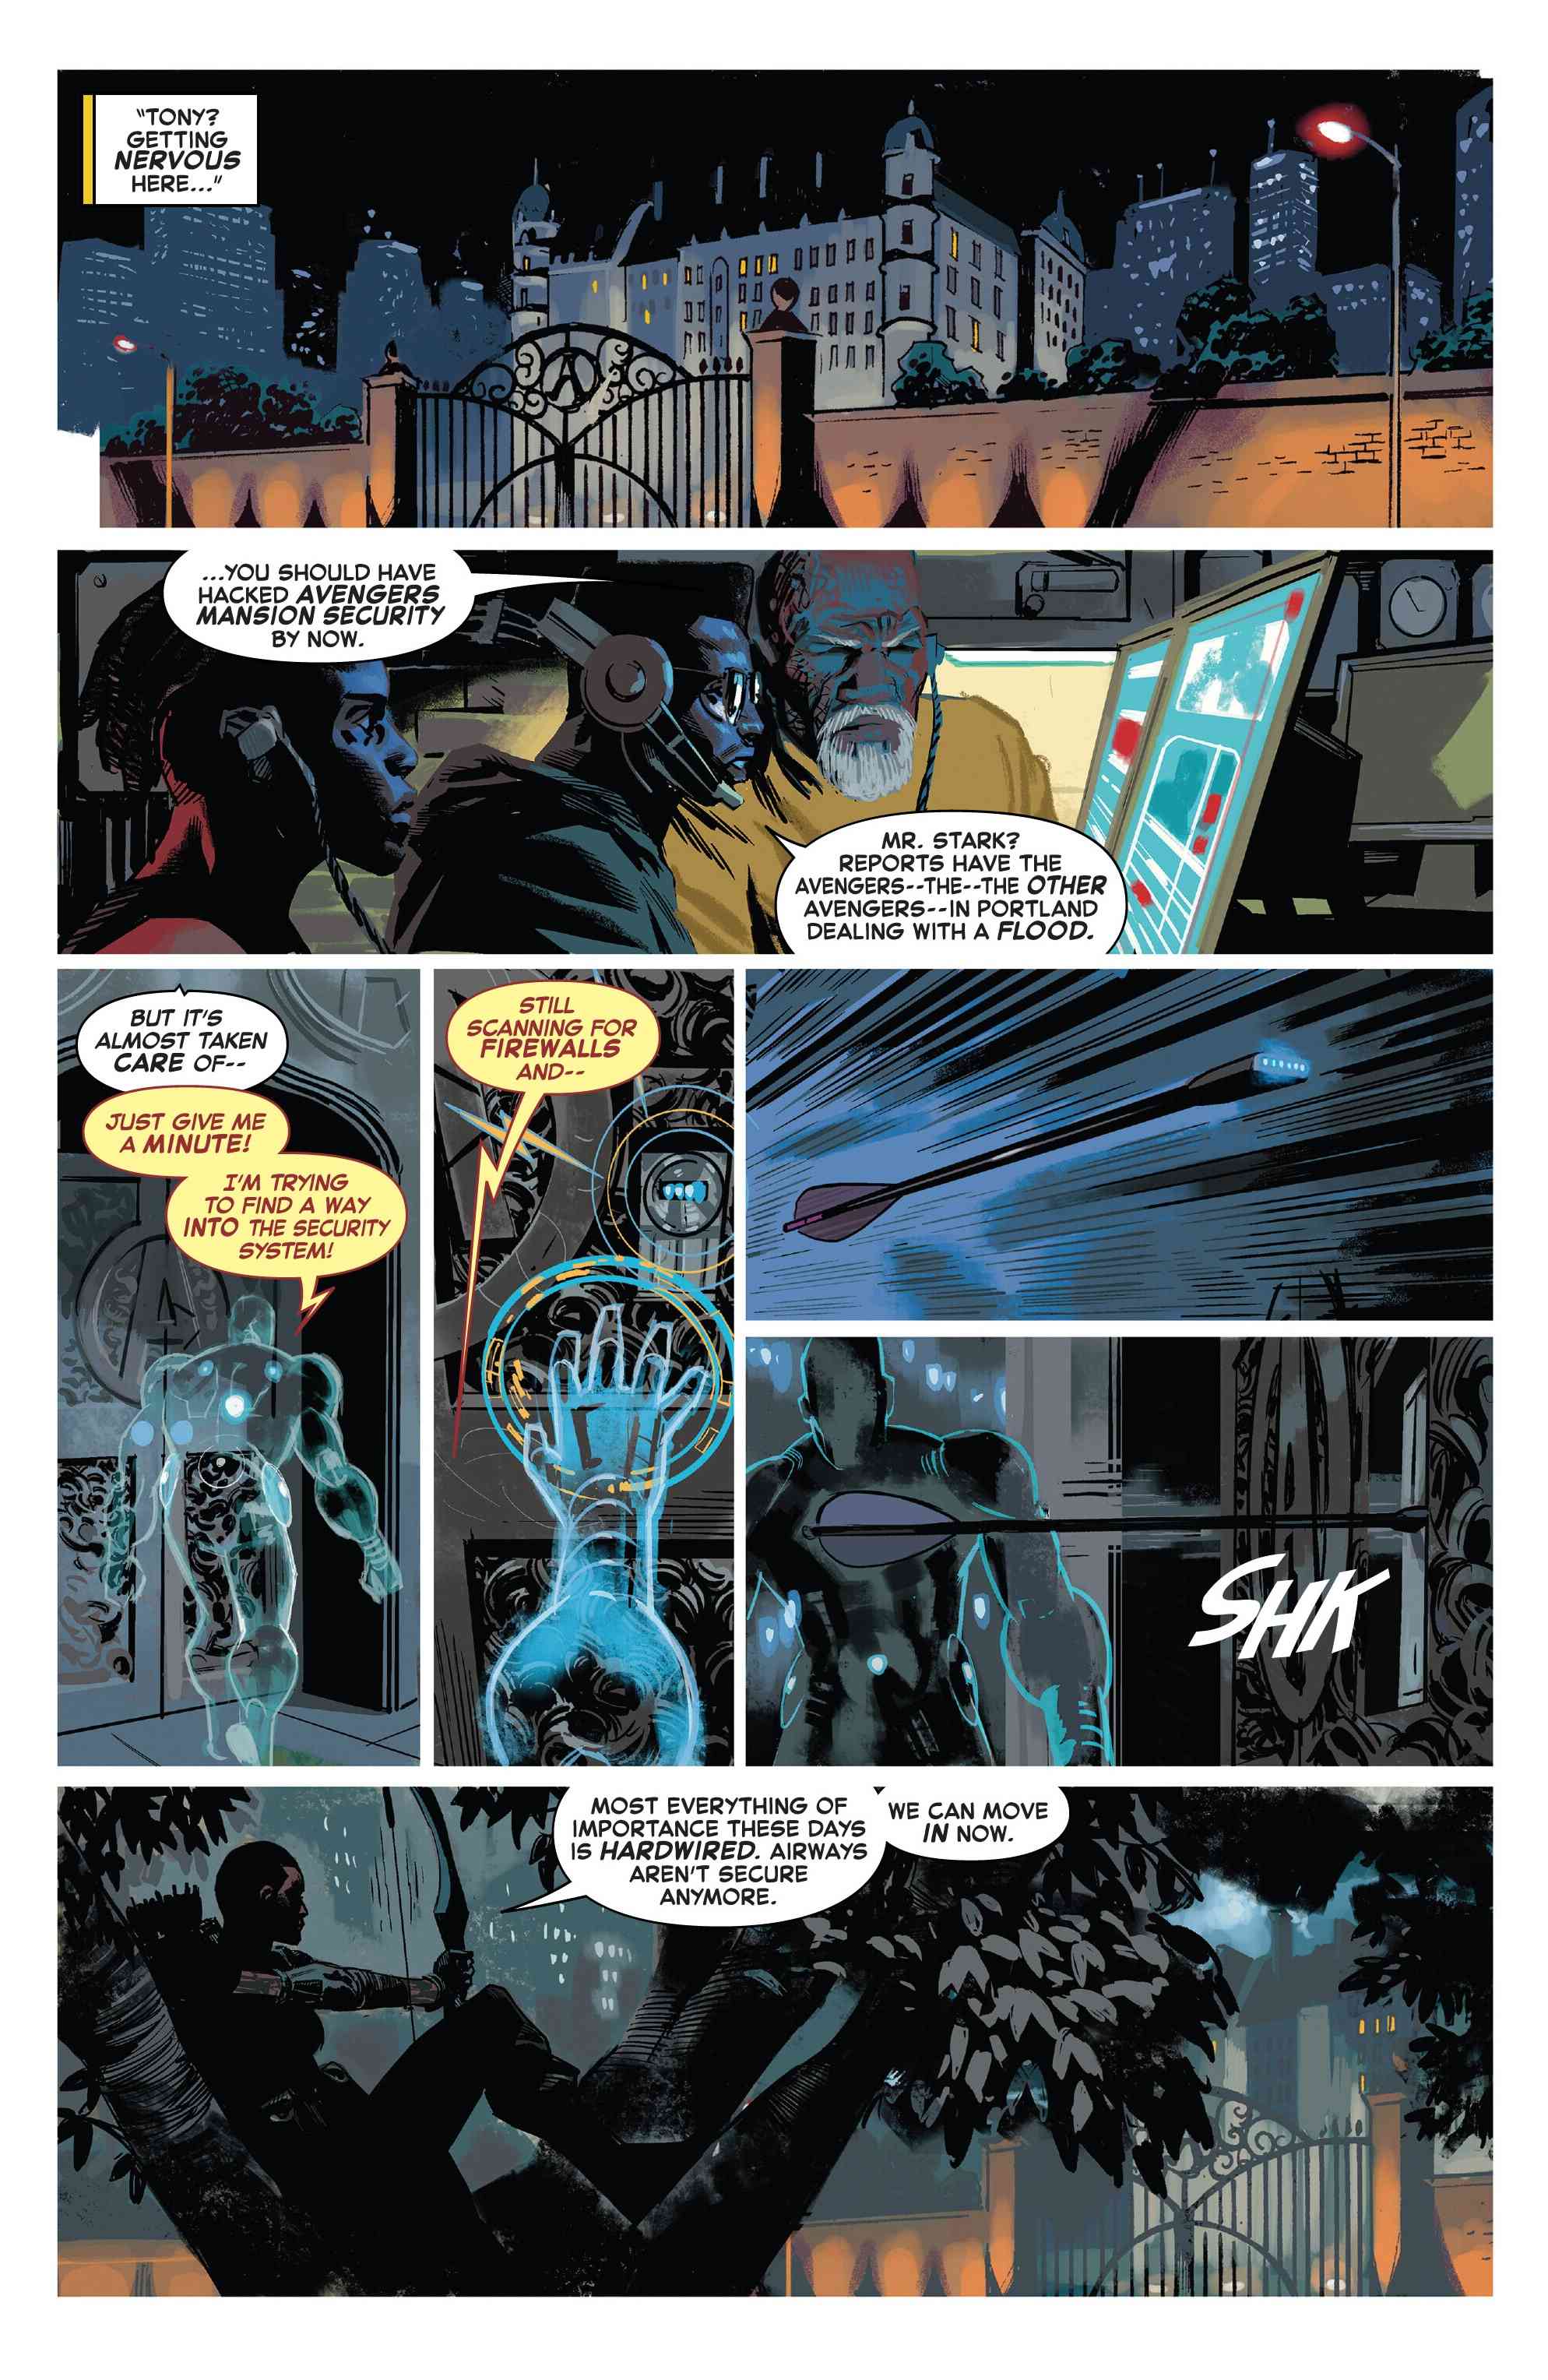 "TONY?
GETTING
NERVOUS
HERE..."
...YOU SHOULD HAVE
HACKED AVENGERS
MANSION SECURITY
BY NOW.
MR. STARK?
REPORTS HAVE THE
AVENGERS--THE--THE OTHER
AVENGERS--IN PORTLAND
DEALING WITH A FLOOD.
BUT IT'S
ALMOST TAKEN
CARE OF--
JUST GIVE ME
A MINUTE!
I'M TRYING
TO FIND A WAY
INTO THE SECURITY
SYSTEM!
STILL
SCANNING FOR
FIREWALLS
AND--
SHK
MOST EVERYTHING OF
IMPORTANCE THESE DAYS
IS HARDWIRED. AIRWAYS
AREN'T SECURE
ANYMORE.
WE CAN MOVE
IN NOW.